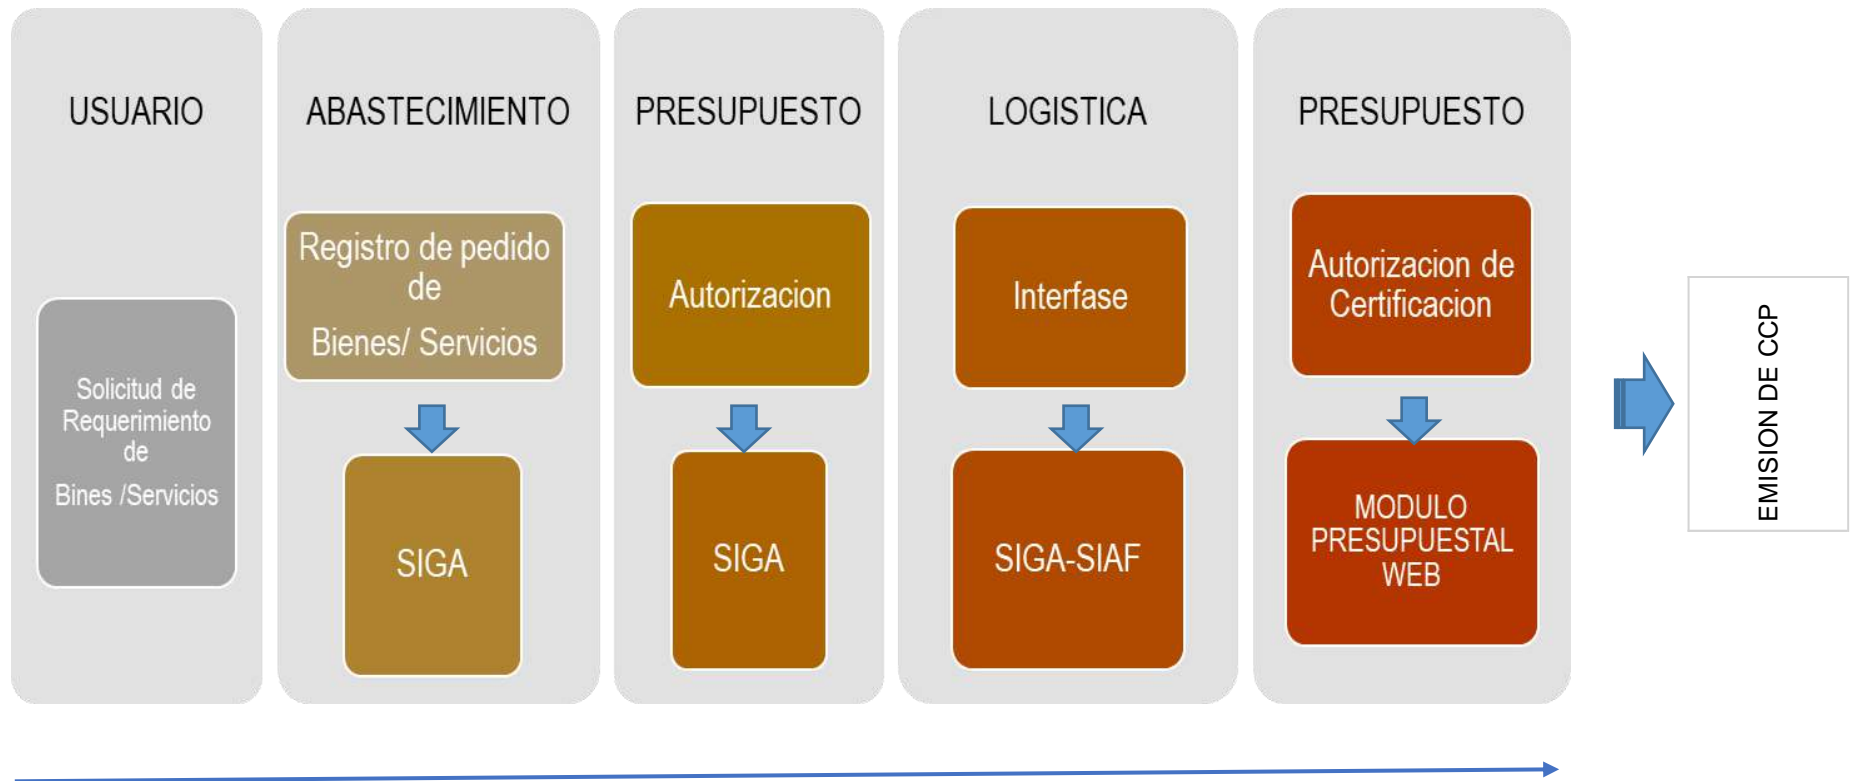 USUARIO
Solicitud de
Requerimiento
de
Bines /Servicios
ABASTECIMIENTO
Registro de pedido
de
Bienes/ Servicios
SIGA
PRESUPUESTO
Autorizacion
SIGA
LOGISTICA
Interfase
SIGA-SIAF
PRESUPUESTO
Autorizacion de
Certificacion
MODULO
PRESUPUESTAL
WEB
EMISION DE CCP